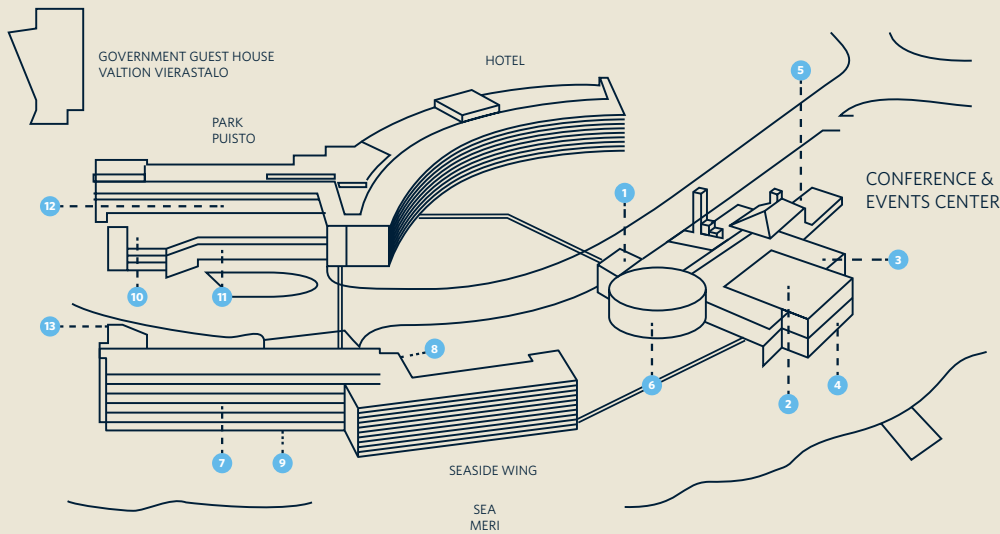 GOVERNMENT GUEST HOUSE
VALTION VIERASTALO
HOTEL
5
PARK
PUISTO
CONFERENCE &
EVENTS CENTER
1
12
3
10
11
13
8
6
4
2
7
9
SEASIDE WING
SEA
MERI